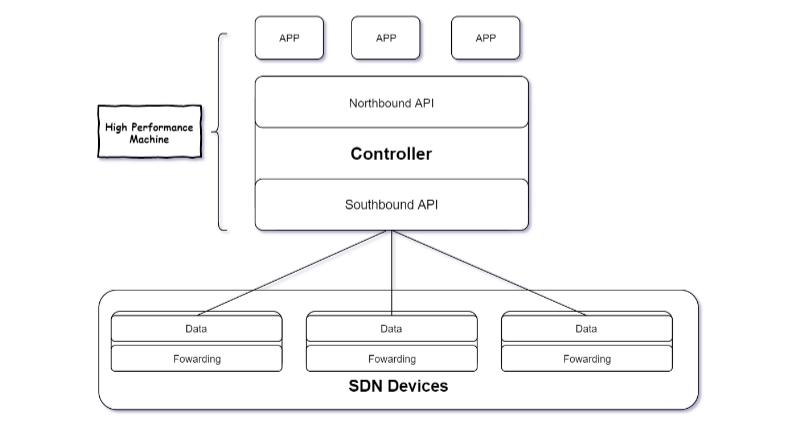 APP
APP
APP
Northbound API
High Performance
Machine
Controller
Southbound API
Data
Data
Data
Fowarding
Fowarding
Fowarding
SDN Devices